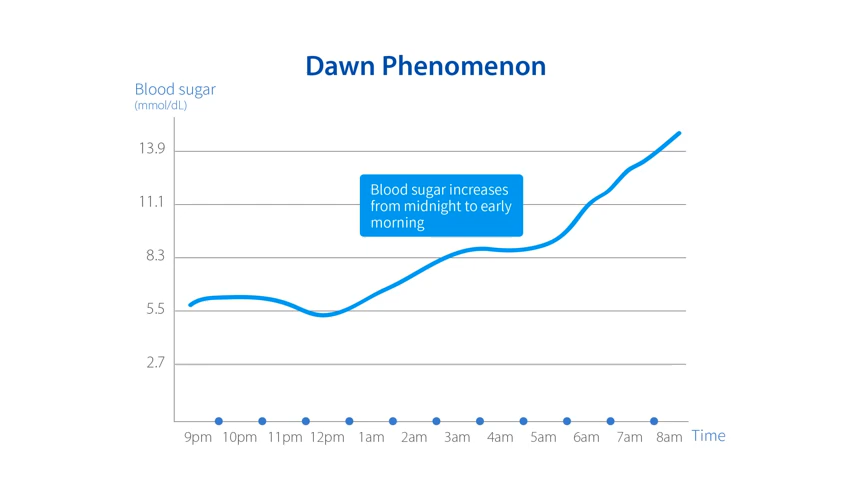 Dawn Phenomenon
Blood sugar
(mmol/dL)
13.9
Blood sugar increases
from midnight to early
morning
11.1
8.3
5.5
2.7
9pm 10pm 11pm 12pm 1am 2am 3am 4am 5am 6am 7am 8am Time